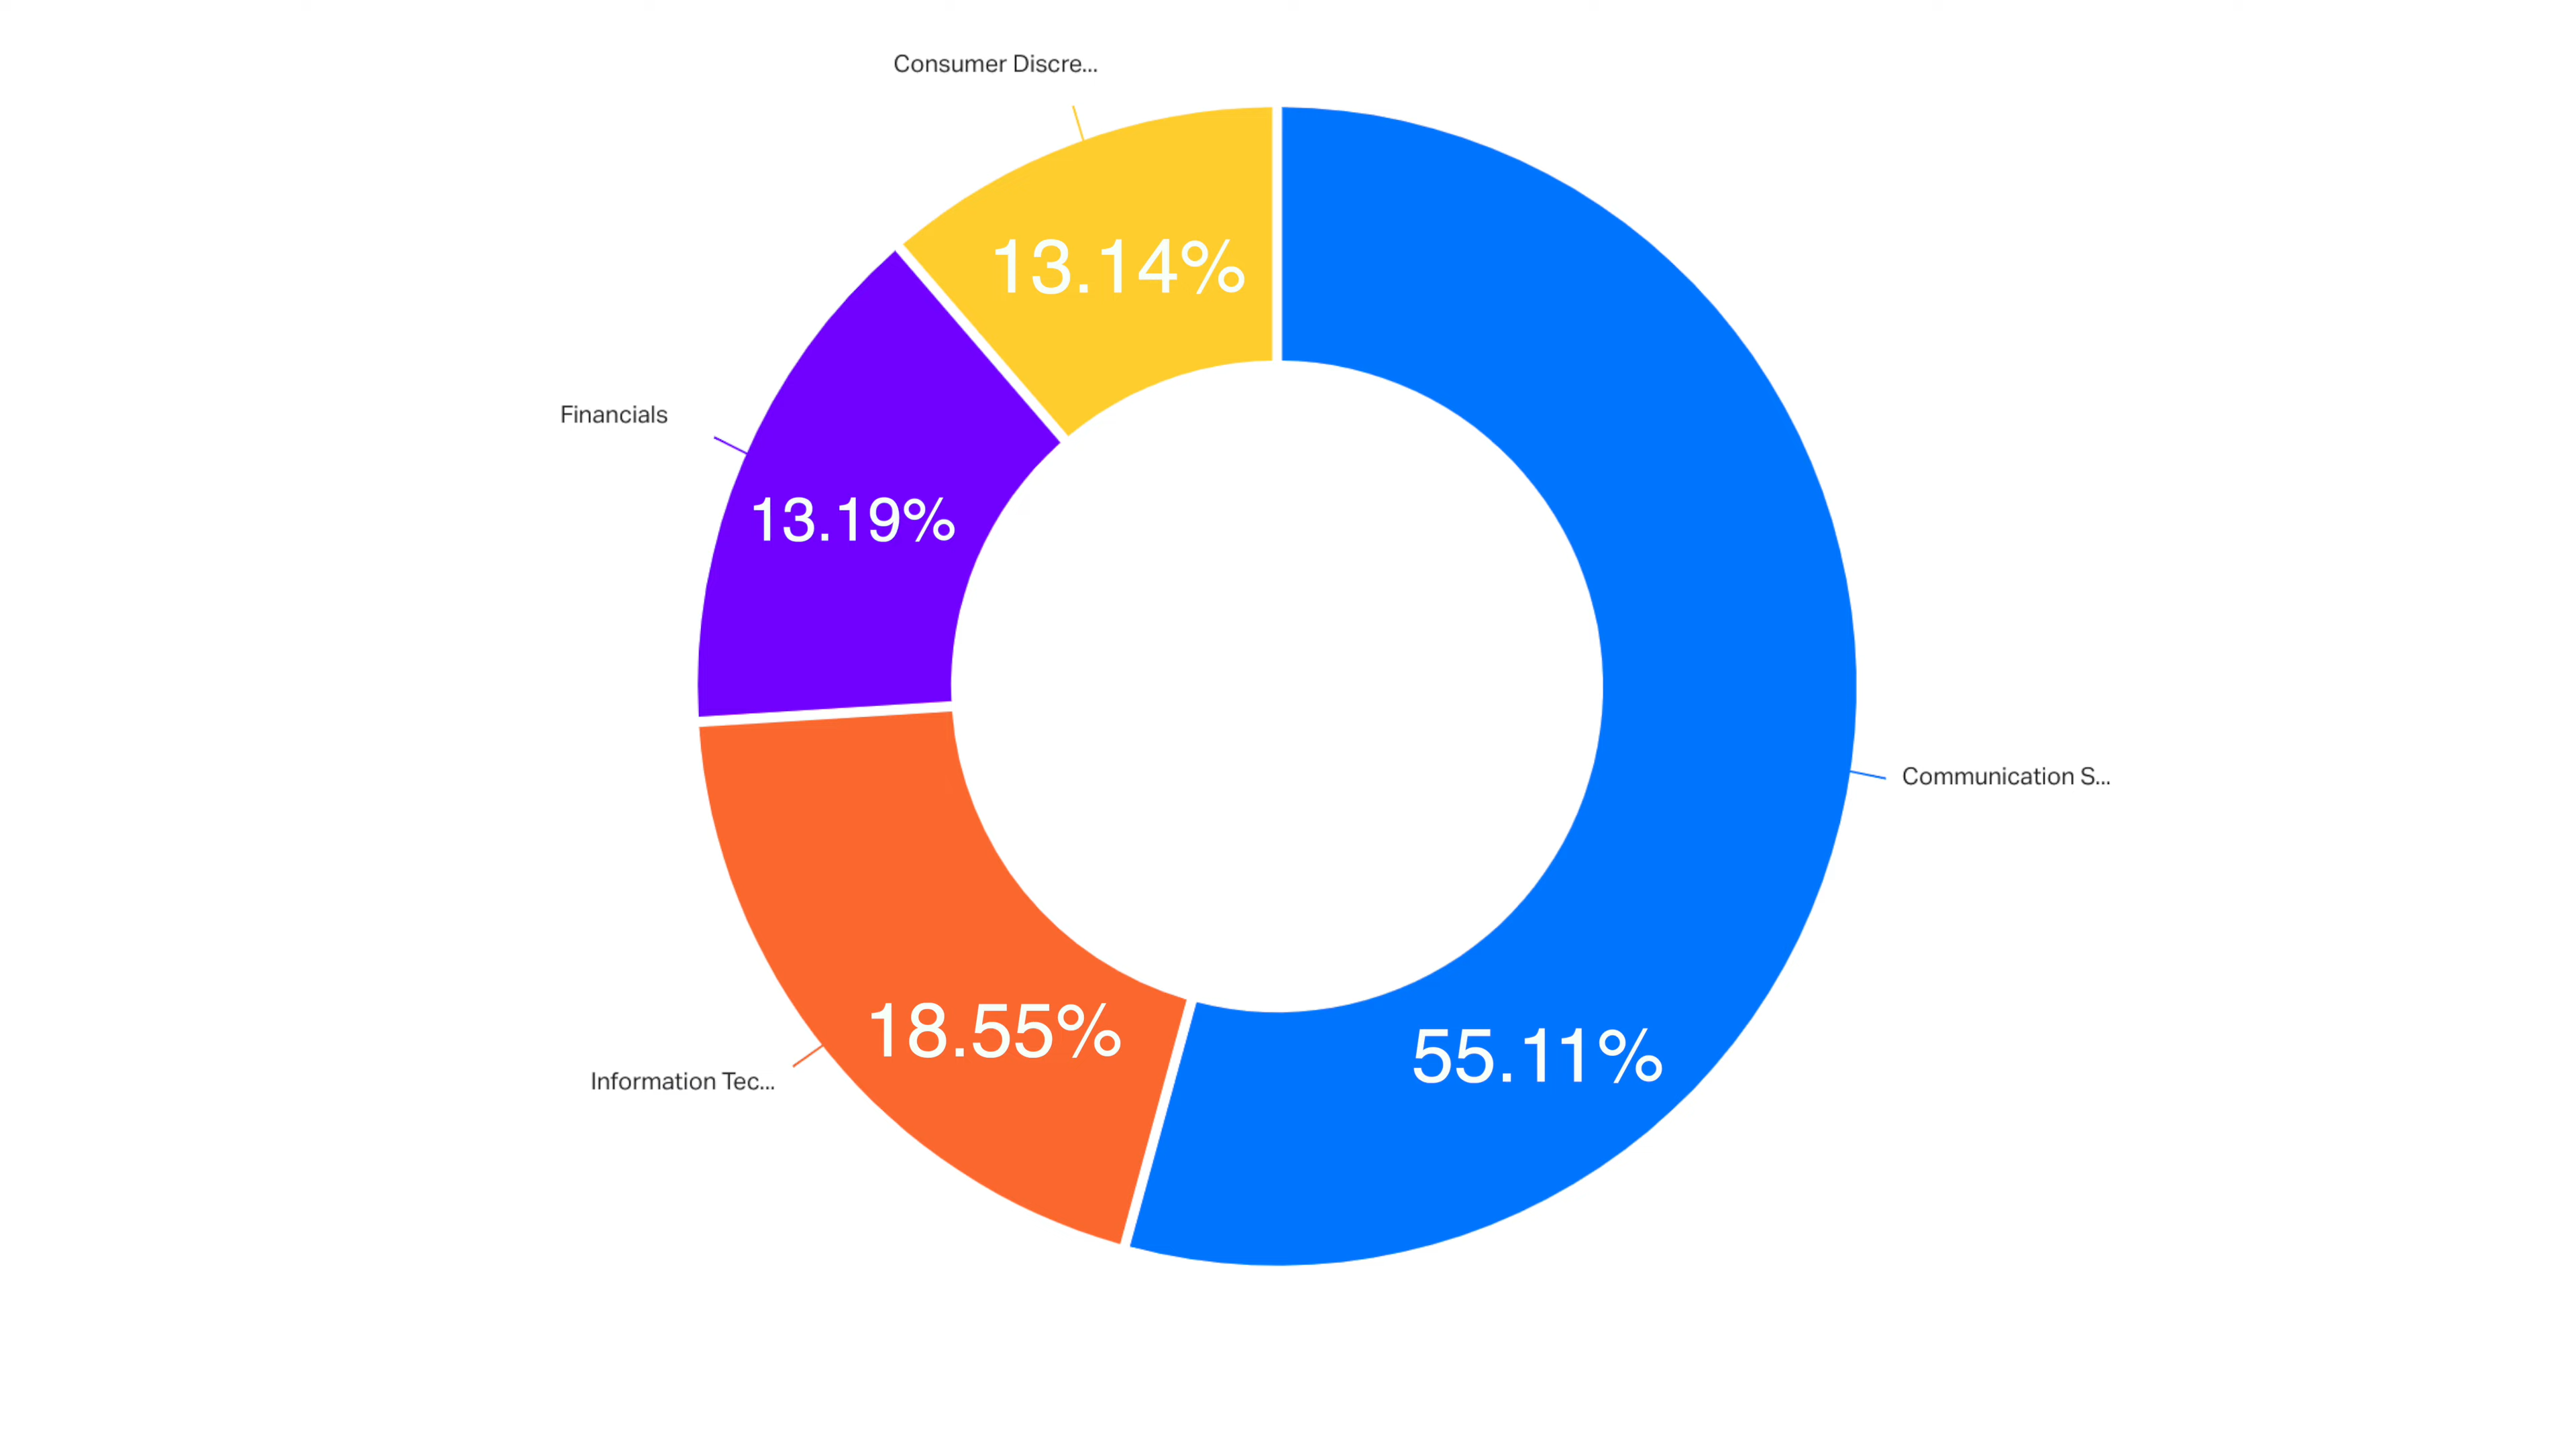 Consumer Discre...
13.14%
Financials
13.19%
Communication S...
18.55%
55.11%
Information Tec...